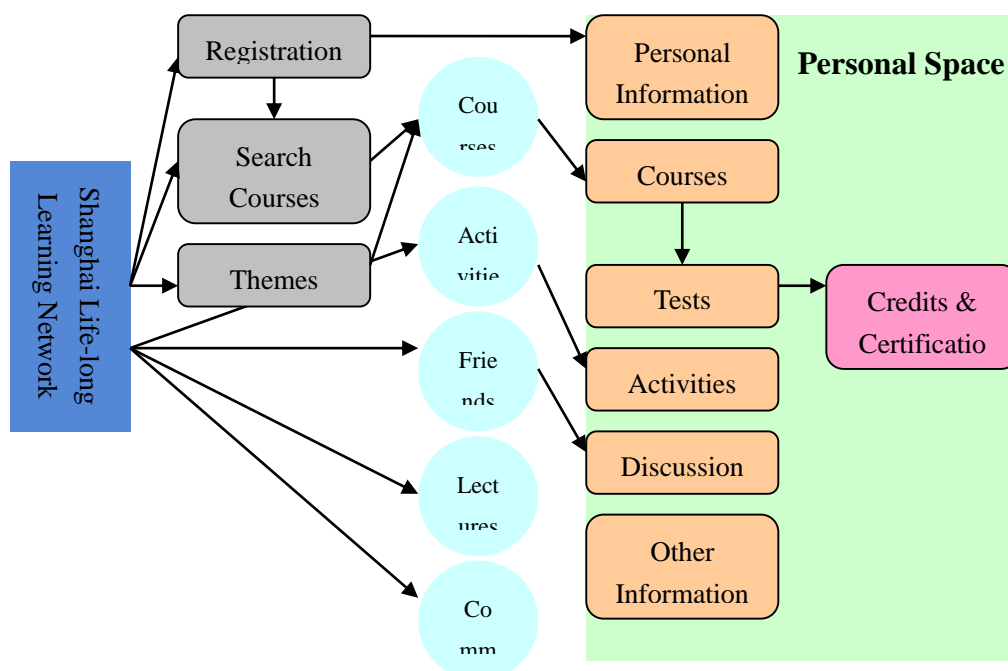 Shanghai Life-long
Learning Network
Registration
Search
Courses
Themes
Cou
rses
Acti
vitie
Frie
nds
Lect
ures
Co
mm
Personal Space
Personal
Information
Courses
Tests
Credits &
Certificatio
Activities
Discussion
Other
Information